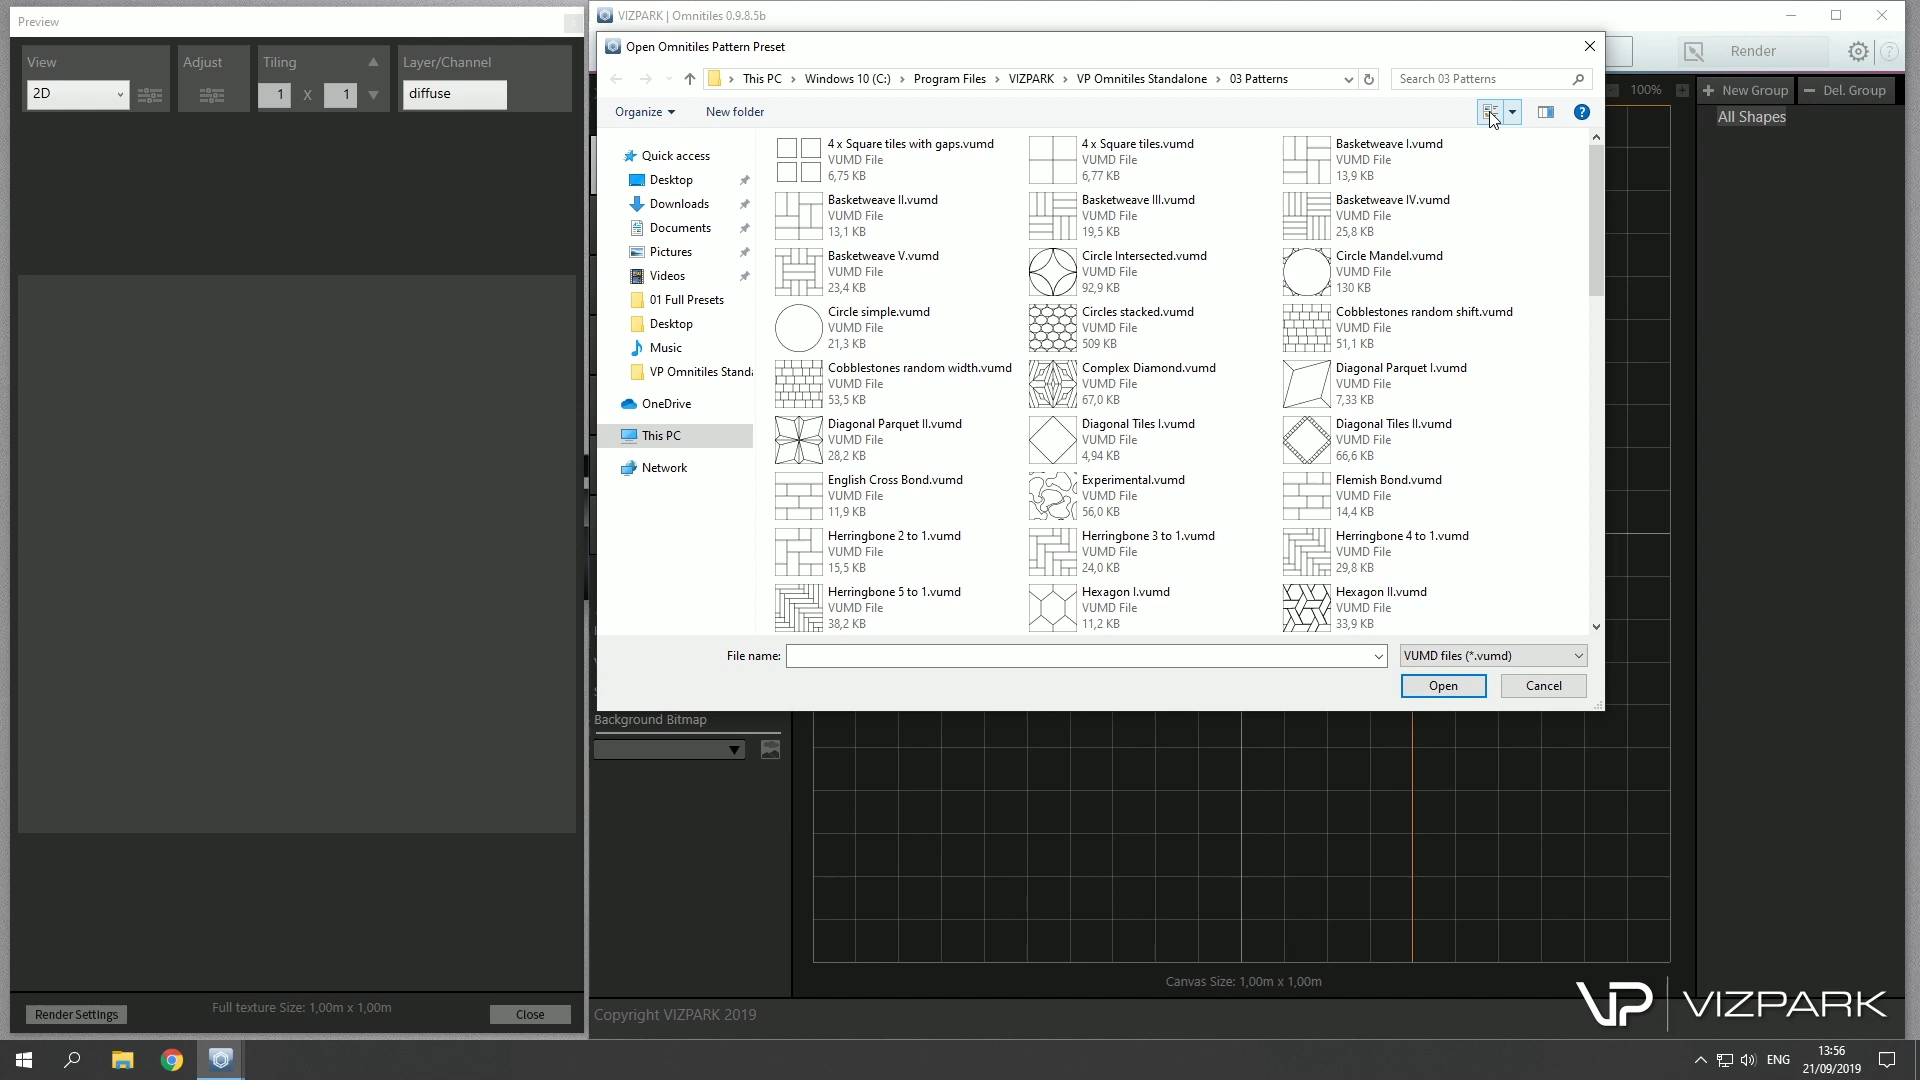 Preview
VIZPARK | Omnitiles 0.9.8.5b
View
Adjust
Tiling
Layer/Channel
2D
1 X 1
diffuse
Open Omnitiles Pattern Preset
This PC > Windows 10 (C:) > Program Files > VIZPARK > VP Omnitiles Standalone > 03 Patterns
Search 03 Patterns
Organize
New folder
Render
100%
New Group
Del. Group
All Shapes
Quick access
Desktop
Downloads
Documents
Pictures
Videos
01 Full Presets
Desktop
Music
VP Omnitiles Standa
OneDrive
This PC
Network
4 x Square tiles with gaps.vumd
VUMD File
6,75 KB
4 x Square tiles.vumd
VUMD File
6,77 KB
Basketweave I.vumd
VUMD File
13,9 KB
Basketweave II.vumd
VUMD File
13,1 KB
Basketweave III.vumd
VUMD File
19,5 KB
Basketweave IV.vumd
VUMD File
25,8 KB
Basketweave V.vumd
VUMD File
23,4 KB
Circle Intersected.vumd
VUMD File
92,9 KB
Circle Mandel.vumd
VUMD File
130 KB
Circle simple.vumd
VUMD File
21,3 KB
Circles stacked.vumd
VUMD File
509 KB
Cobblestones random shift.vumd
VUMD File
51,1 KB
Cobblestones random width.vumd
VUMD File
53,5 KB
Complex Diamond.vumd
VUMD File
67,0 KB
Diagonal Parquet I.vumd
VUMD File
7,33 KB
Diagonal Parquet II.vumd
VUMD File
28,2 KB
Diagonal Tiles I.vumd
VUMD File
4,94 KB
Diagonal Tiles II.vumd
VUMD File
66,6 KB
English Cross Bond.vumd
VUMD File
11,9 KB
Experimental.vumd
VUMD File
56,0 KB
Flemish Bond.vumd
VUMD File
14,4 KB
Herringbone 2 to 1.vumd
VUMD File
15,5 KB
Herringbone 3 to 1.vumd
VUMD File
24,0 KB
Herringbone 4 to 1.vumd
VUMD File
29,8 KB
Herringbone 5 to 1.vumd
VUMD File
38,2 KB
Hexagon I.vumd
VUMD File
11,2 KB
Hexagon II.vumd
VUMD File
33,9 KB
File name:
VUMD files (*.vumd)
Open
Cancel
Background Bitmap
Canvas Size: 1,00m x 1,00m
Render Settings
Full texture Size: 1,00m x 1,00m
Close
Copyright VIZPARK 2019
VP | VIZPARK
ENG
13:56
21/09/2019